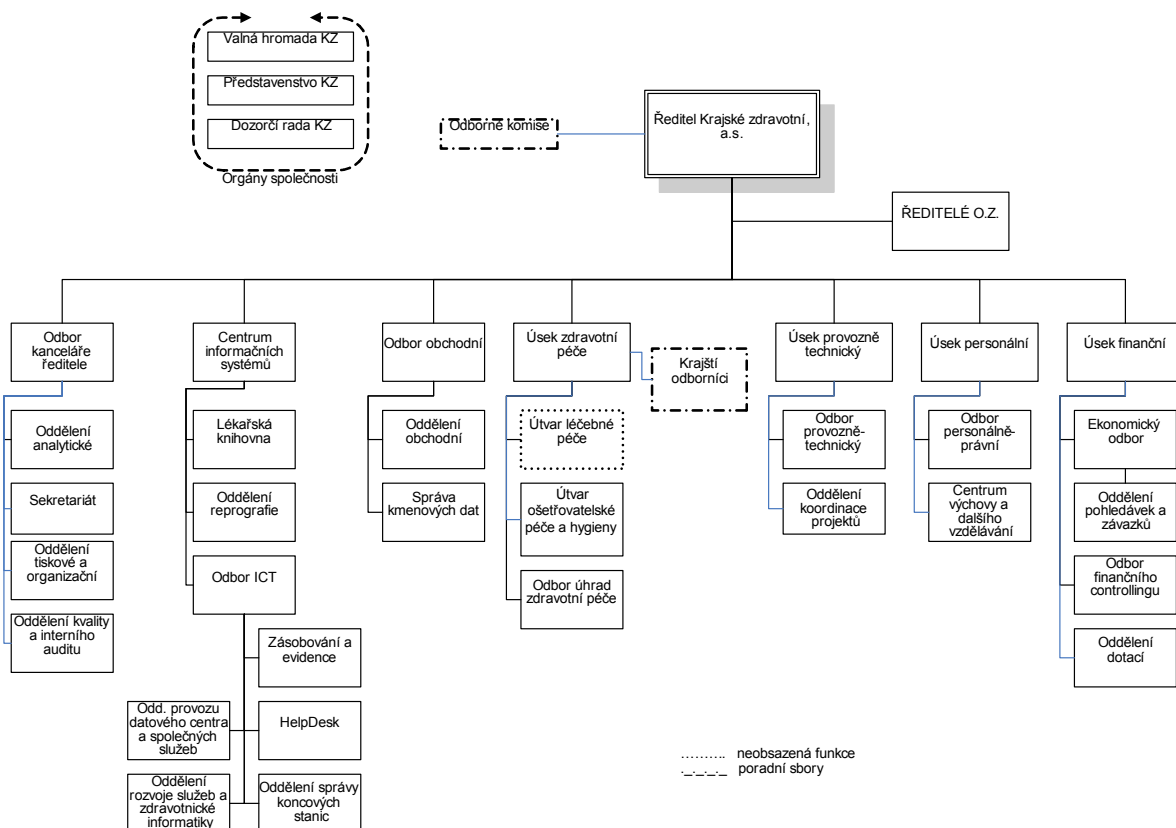 Valná hromada KZ
Představenstvo KZ
Dozorčí rada KZ
Orgány společnosti
Odborné komise
Ředitel Krajské zdravotní,
a.s.
ŘEDITELÉ O.Z.
Odbor
kanceláře
ředitele
Centrum
informačních
systémů
Odbor obchodní
Úsek zdravotní
péče
Krajští
odborníci
Úsek provozně
technický
Úsek personální
Úsek finanční
Oddělení
analytické
Sekretariát
Oddělení
tiskové a
organizační
Oddělení kvality
a interního
auditu
Lékařská
knihovna
Oddělení
reprografie
Odbor ICT
Zásobování a
evidence
Odd. provozu
datového centra
a společných
služeb
HelpDesk
Oddělení
rozvoje služeb a
zdravotnické
informatiky
Oddělení správy
koncových
stanic
Oddělení
obchodní
Správa
kmenových dat
Útvar léčebné
péče
Útvar
ošetřovatelské
péče a hygieny
Odbor úhrad
zdravotní péče
Odbor
provozně-
technický
Oddělení
koordinace
projektů
Odbor
personálně-
právní
Centrum
výchovy a
dalšího
vzdělávání
Ekonomický
odbor
Oddělení
pohledávek a
závazků
Odbor
finančního
controllingu
Oddělení
dotací
.......... neobsazená funkce
._._._._ poradní sbory